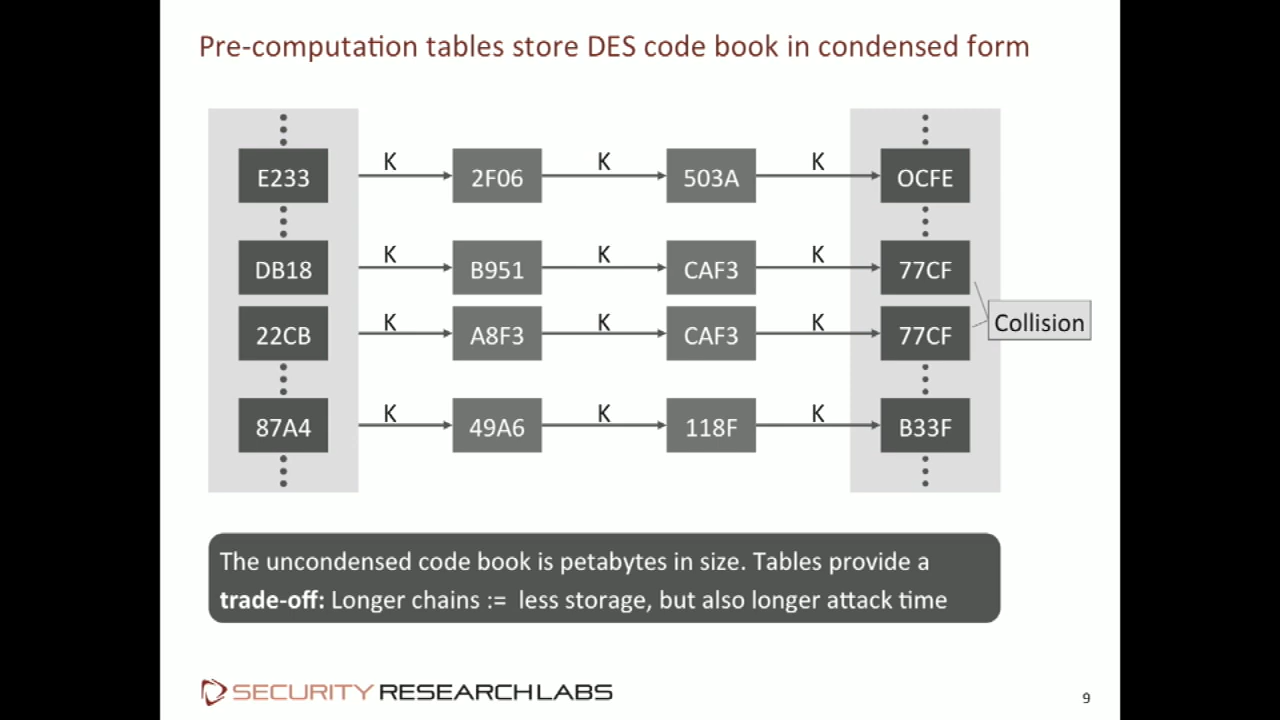 Pre-computation tables store DES code book in condensed form
E233 K 2F06 K 503A K OCFE
DB18 K B951 K CAF3 K 77CF
22CB K A8F3 K CAF3 K 77CF
Collision
87A4 K 49A6 K 118F K B33F
The uncondensed code book is petabytes in size. Tables provide a
trade-off: Longer chains := less storage, but also longer attack time
SECURITY RESEARCH LABS
9